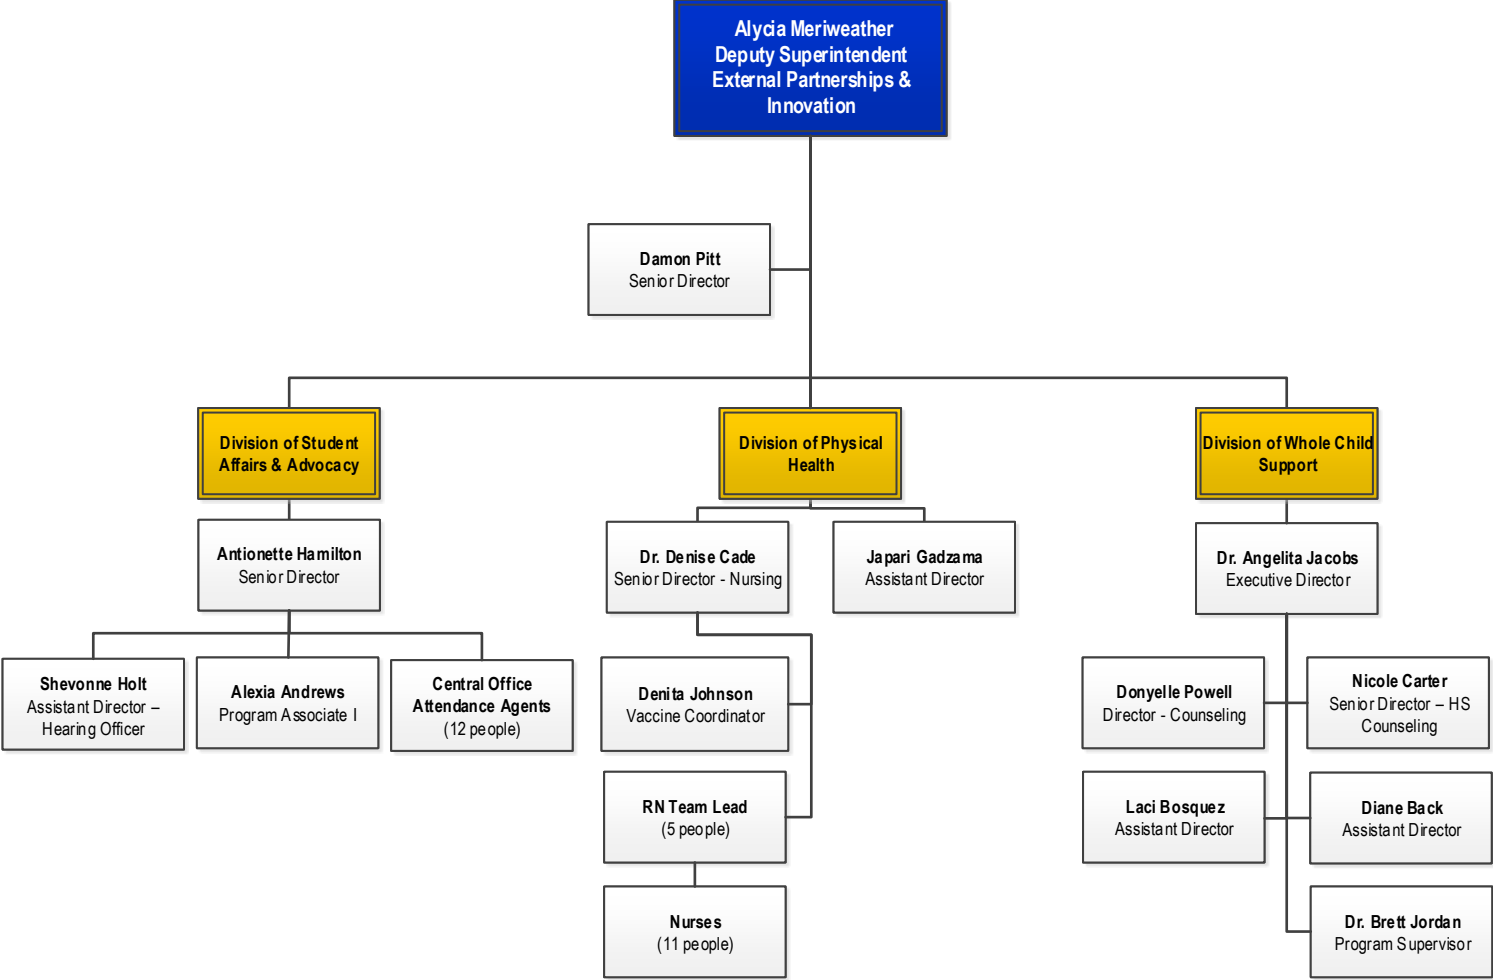 Alycia Meriweather
Deputy Superintendent
External Partnerships &
Innovation
Damon Pitt
Senior Director
Division of Student
Affairs & Advocacy
Division of Physical
Health
Division of Whole Child
Support
Antionette Hamilton
Senior Director
Dr. Denise Cade
Senior Director - Nursing
Japari Gadzama
Assistant Director
Dr. Angelita Jacobs
Executive Director
Shevonne Holt
Assistant Director –
Hearing Officer
Alexia Andrews
Program Associate I
Central Office
Attendance Agents
(12 people)
Denita Johnson
Vaccine Coordinator
Donyelle Powell
Director - Counseling
Nicole Carter
Senior Director – HS
Counseling
RN Team Lead
(5 people)
Laci Bosquez
Assistant Director
Diane Back
Assistant Director
Nurses
(11 people)
Dr. Brett Jordan
Program Supervisor